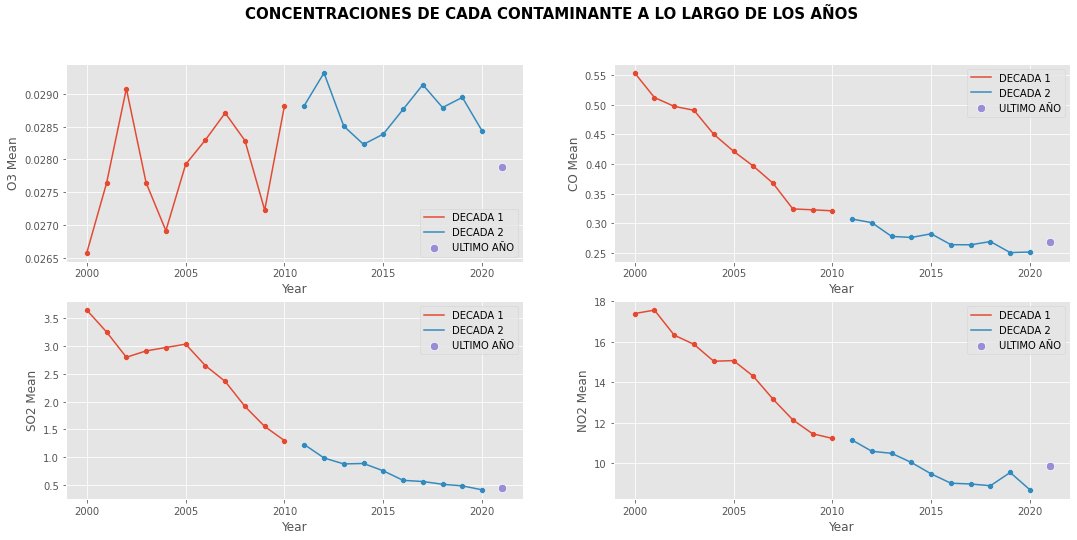 CONCENTRACIONES DE CADA CONTAMINANTE A LO LARGO DE LOS AÑOS
O3 Mean
0.0290
0.0285
0.0280
0.0275
0.0270
0.0265
DECADA 1
DECADA 2
ULTIMO AÑO
2000
2005
2010
2015
2020
Year
CO Mean
0.55
0.50
0.45
0.40
0.35
0.30
0.25
DECADA 1
DECADA 2
ULTIMO AÑO
2000
2005
2010
2015
2020
Year
SO2 Mean
3.5
3.0
2.5
2.0
1.5
1.0
0.5
DECADA 1
DECADA 2
ULTIMO AÑO
2000
2005
2010
2015
2020
Year
NO2 Mean
18
16
14
12
10
DECADA 1
DECADA 2
ULTIMO AÑO
2000
2005
2010
2015
2020
Year